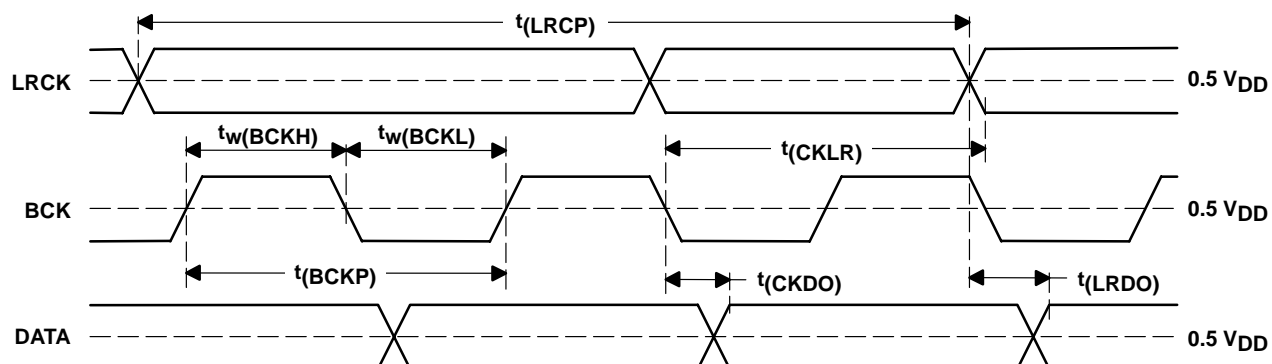 t(LRCP)
LRCK
0.5 VDD
tw(BCKH)
tw(BCKL)
t(CKLR)
BCK
0.5 VDD
t(BCKP)
t(CKDO)
t(LRDO)
DATA
0.5 VDD